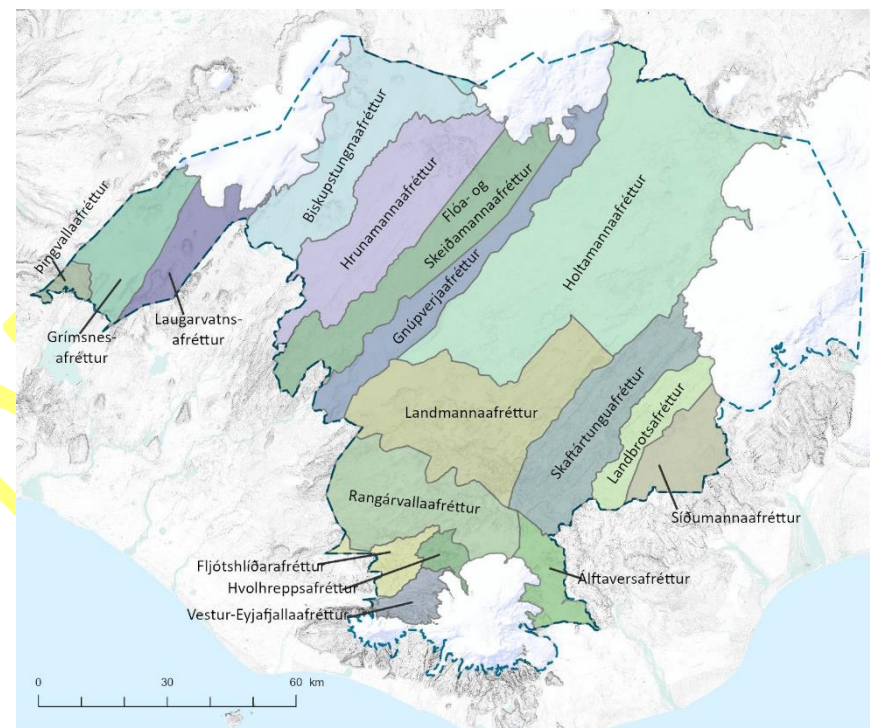 Biskupstungnaafréttur
Hrunamannaafréttur
Flóa- og
Skeiðamannaafréttur
Gnúpverjaafréttur
Holtamannaafréttur
Þingvallaafréttur
Grímsnes-
afréttur
Laugarvatns-
afréttur
Landmannaafréttur
Skaftártunguafréttur
Landbrotsafréttur
Síðumannaafréttur
Rangárvallaafréttur
Fljótshlíðarafréttur
Hvolhreppsafréttur
Vestur-Eyjafjallaafréttur
Álftaversafréttur
0 30 60 km